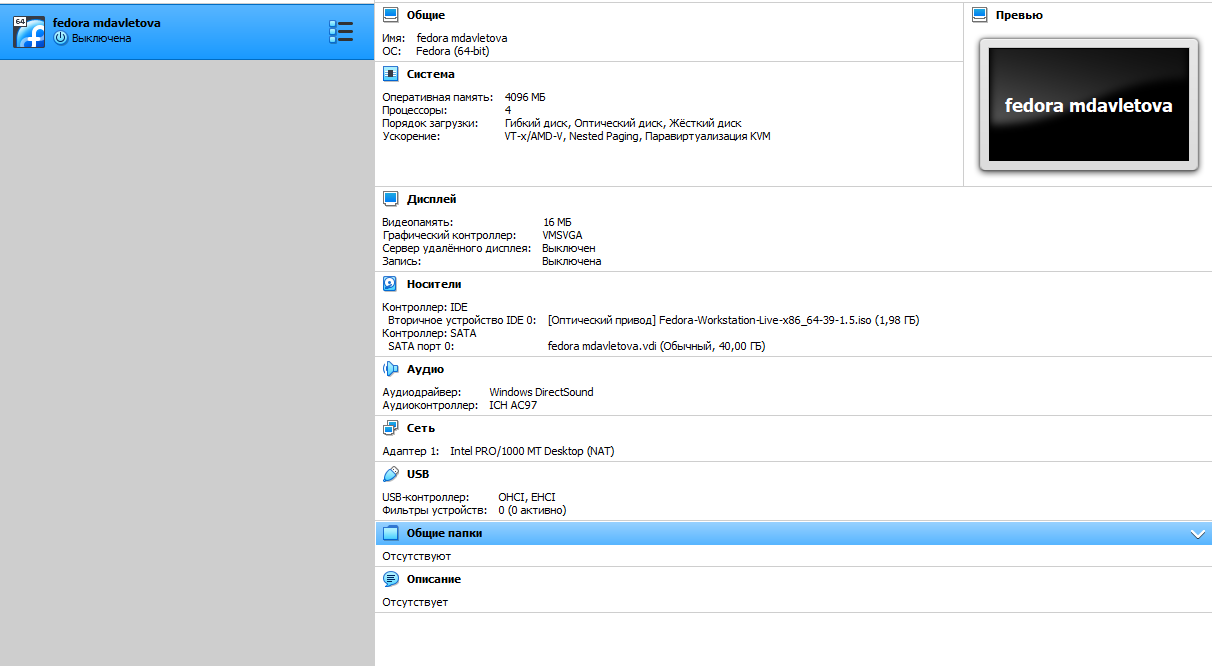 64
fedora mdavletova
Выключена
Общие
Имя: fedora mdavletova
ОС: Fedora (64-bit)
Система
Оперативная память: 4096 МБ
Процессоры: 4
Порядок загрузки: Гибкий диск, Оптический диск, Жёсткий диск
Ускорение: VT-x/AMD-V, Nested Paging, Паравиртуализация KVM
Превью
fedora mdavletova
Дисплей
Видеопамять: 16 МБ
Графический контроллер: VMSVGA
Сервер удалённого дисплея: Выключен
Запись: Выключена
Носители
Контроллер: IDE
Вторичное устройство IDE 0: [Оптический привод] Fedora-Workstation-Live-x86_64-39-1.5.iso (1,98 ГБ)
Контроллер: SATA
SATA порт 0: fedora mdavletova.vdi (Обычный, 40,00 ГБ)
Аудио
Аудиодрайвер: Windows DirectSound
Аудиоконтроллер: ICH AC97
Сеть
Адаптер 1: Intel PRO/1000 MT Desktop (NAT)
USB
USB-контроллер: OHCI, EHCI
Фильтры устройств: 0 (0 активно)
Общие папки
Отсутствуют
Описание
Отсутствует